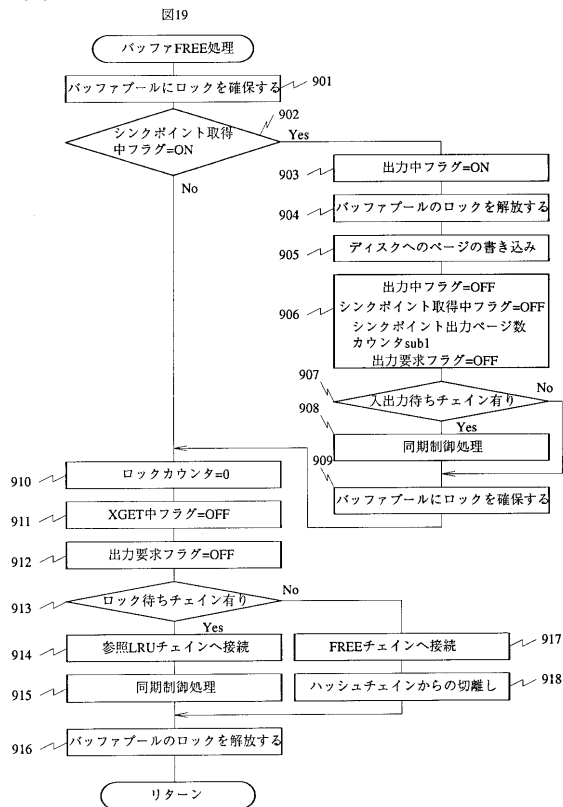 図19
バッファFREE処理
バッファプールにロックを確保する
901
902
シンクポイント取得
中フラグ=ON
Yes
No
903
出力中フラグ=ON
904
バッファプールのロックを解放する
905
ディスクへのページの書き込み
906
出力中フラグ=OFF
シンクポイント取得中フラグ=OFF
シンクポイント出力ページ数
カウンタsub1
出力要求フラグ=OFF
907
入出力待ちチェイン有り
No
Yes
908
同期制御処理
909
バッファプールにロックを確保する
910
ロックカウンタ=0
911
XGET中フラグ=OFF
912
出力要求フラグ=OFF
913
ロック待ちチェイン有り
No
Yes
914
参照LRUチェインへ接続
915
同期制御処理
FREEチェインへ接続
917
ハッシュチェインからの切離し
918
916
バッファプールのロックを解放する
リターン